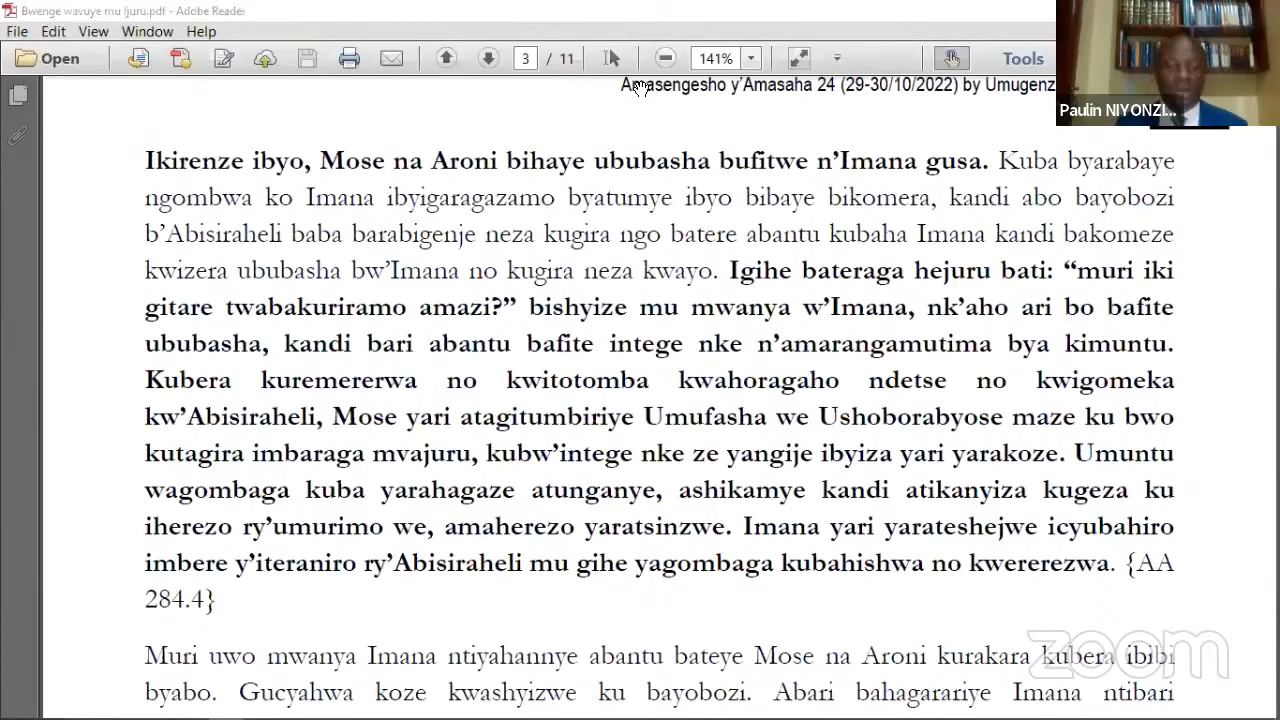 Bwenge wavuye mu Ijuru.pdf - Adobe Reader
File Edit View Window Help
Open 3 / 11 141% Tools
Amasengesho y’Amasaha 24 (29-30/10/2022) by Umugenz
Paulin NIYONZI...
Ikirenze ibyo, Mose na Aroni bihaye ububasha bufitwe n’Imana gusa. Kuba byarabaye
ngombwa ko Imana ibyigaragazamo byatumye ibyo bibaye bikomera, kandi abo bayobozi
b’Abisiraheli baba barabigenje neza kugira ngo batere abantu kubaha Imana kandi bakomeze
kwizera ububasha bw’Imana no kugira neza kwayo. Igihe bateraga hejuru bati: “muri iki
gitare twabakuriramo amazi?” bishyize mu mwanya w’Imana, nk’aho ari bo bafite
ububasha, kandi bari abantu bafite intege nke n’amarangamutima bya kimuntu.
Kubera kuremererwa no kwitotomba kwahoragaho ndetse no kwigomeka
kw’Abisiraheli, Mose yari atagitumbiriye Umufasha we Ushoborabyose maze ku bwo
kutagira imbaraga mvajuru, kubw’intege nke ze yangije ibyiza yari yarakoze. Umuntu
wagombaga kuba yarahagaze atunganye, ashikamye kandi atikanyiza kugeza ku
iherezo ry’umurimo we, amaherezo yaratsinzwe. Imana yari yarateshejwe icyubahiro
imbere y’iteraniro ry’Abisiraheli mu gihe yagombaga kubahishwa no kwererezwa. {AA
284.4}
Muri uwo mwanya Imana ntiyahannye abantu bateye Mose na Aroni kurakara kubera ibibi
byabo. Gucyahwa koze kwashyizwe ku bayobozi. Abari bahagarariye Imana ntibari
zoom